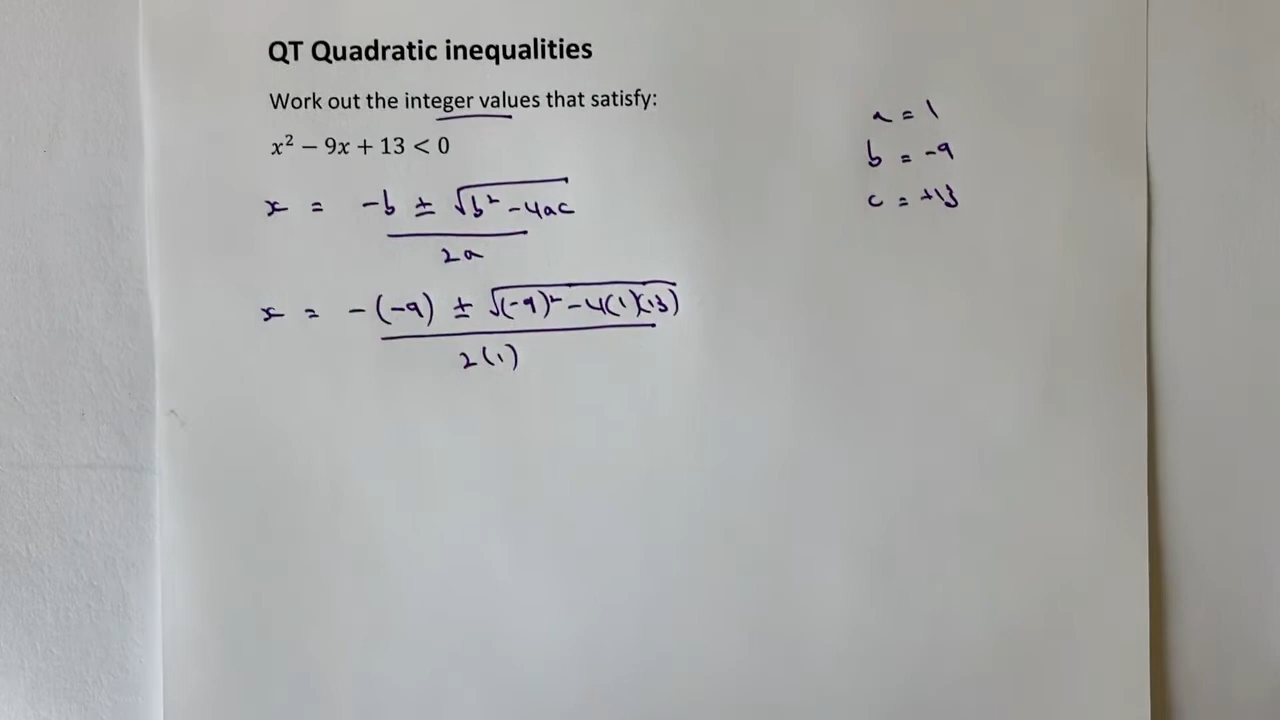 QT Quadratic inequalities
Work out the integer values that satisfy:
x² − 9x + 13 < 0
a = 1
b = -9
c = +13
x = -b ± √b² - 4ac
2a
x = -(-9) ± √(-9)² - 4(1)(13)
2(1)